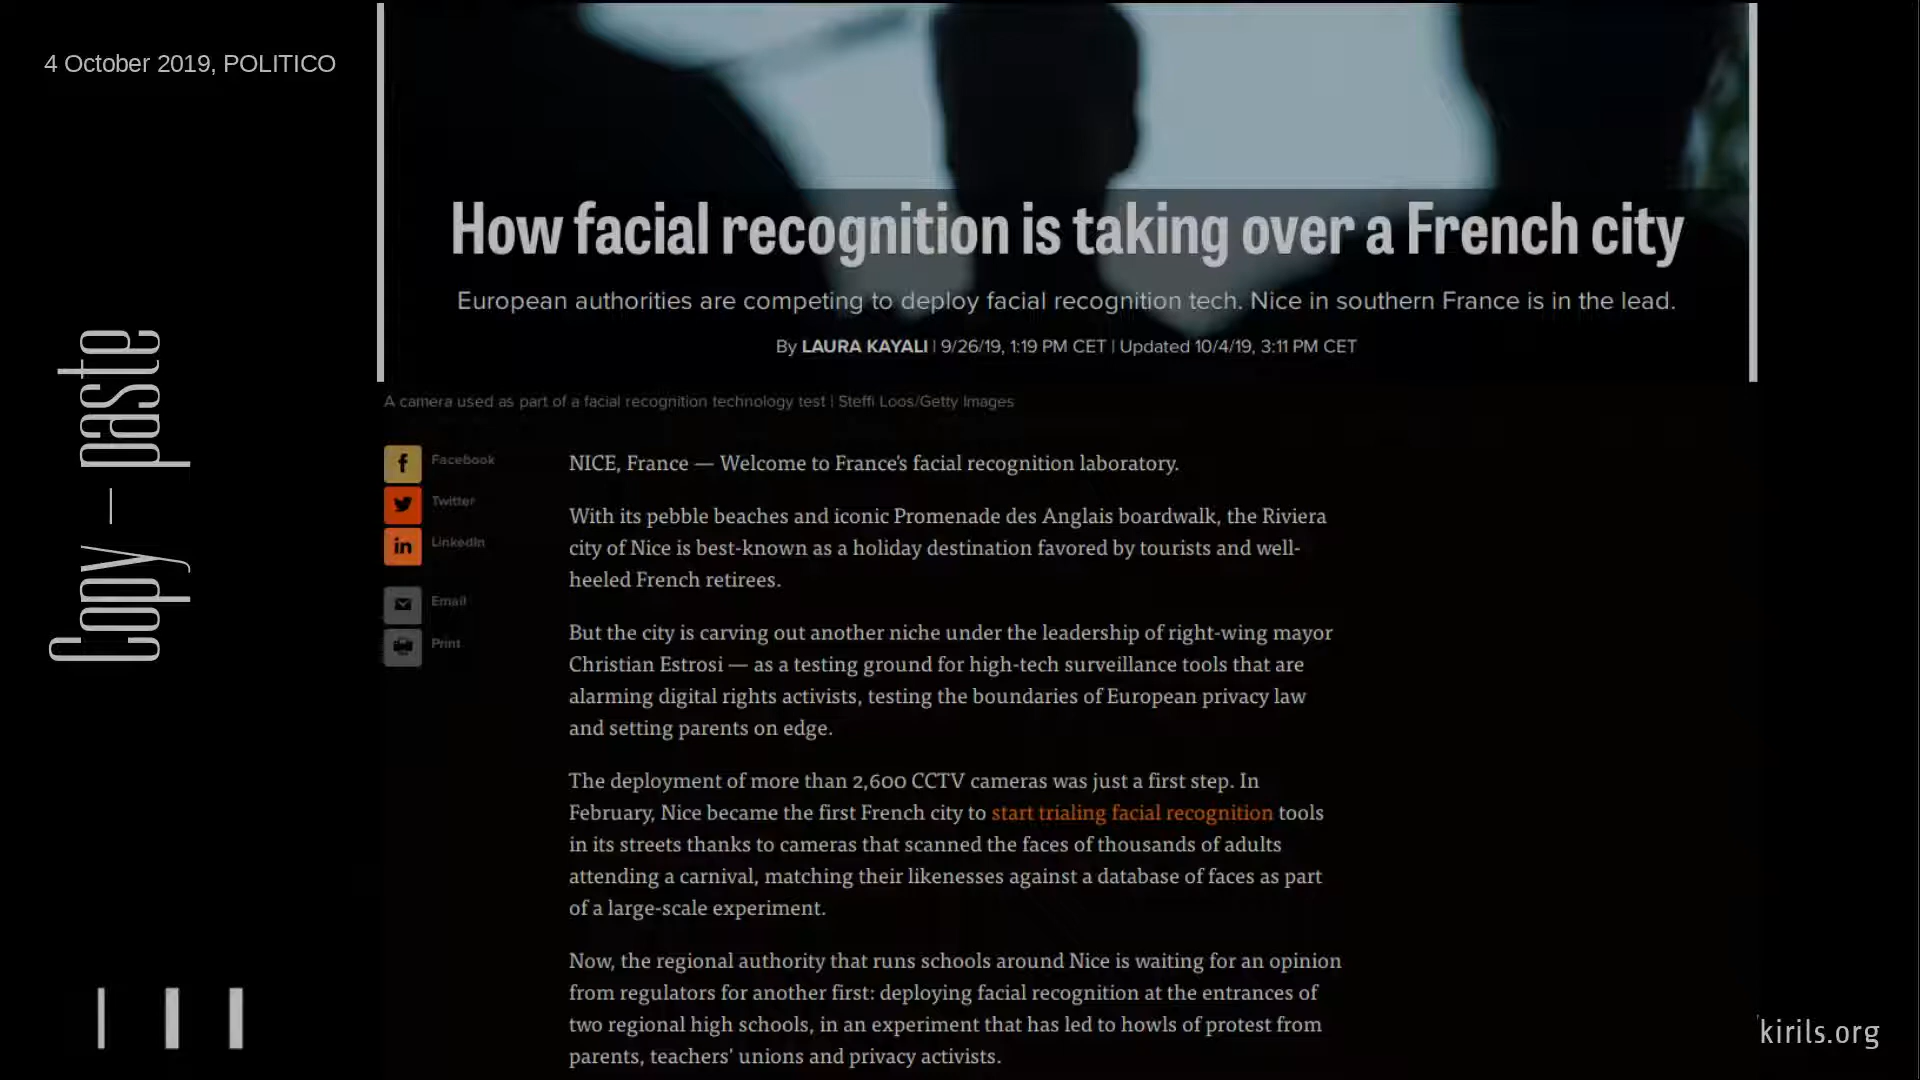 4 October 2019, POLITICO
Copy – paste
How facial recognition is taking over a French city
European authorities are competing to deploy facial recognition tech. Nice in southern France is in the lead.
By LAURA KAYALI | 9/26/19, 1:19 PM CET | Updated 10/4/19, 3:11 PM CET
A camera used as part of a facial recognition technology test | Steffi Loos/Getty Images
Facebook
Twitter
LinkedIn
Email
Print
NICE, France — Welcome to France's facial recognition laboratory.
With its pebble beaches and iconic Promenade des Anglais boardwalk, the Riviera
city of Nice is best-known as a holiday destination favored by tourists and well-
heeled French retirees.
But the city is carving out another niche under the leadership of right-wing mayor
Christian Estrosi — as a testing ground for high-tech surveillance tools that are
alarming digital rights activists, testing the boundaries of European privacy law
and setting parents on edge.
The deployment of more than 2,600 CCTV cameras was just a first step. In
February, Nice became the first French city to start trialing facial recognition tools
in its streets thanks to cameras that scanned the faces of thousands of adults
attending a carnival, matching their likenesses against a database of faces as part
of a large-scale experiment.
Now, the regional authority that runs schools around Nice is waiting for an opinion
from regulators for another first: deploying facial recognition at the entrances of
two regional high schools, in an experiment that has led to howls of protest from
parents, teachers' unions and privacy activists.
kirils.org